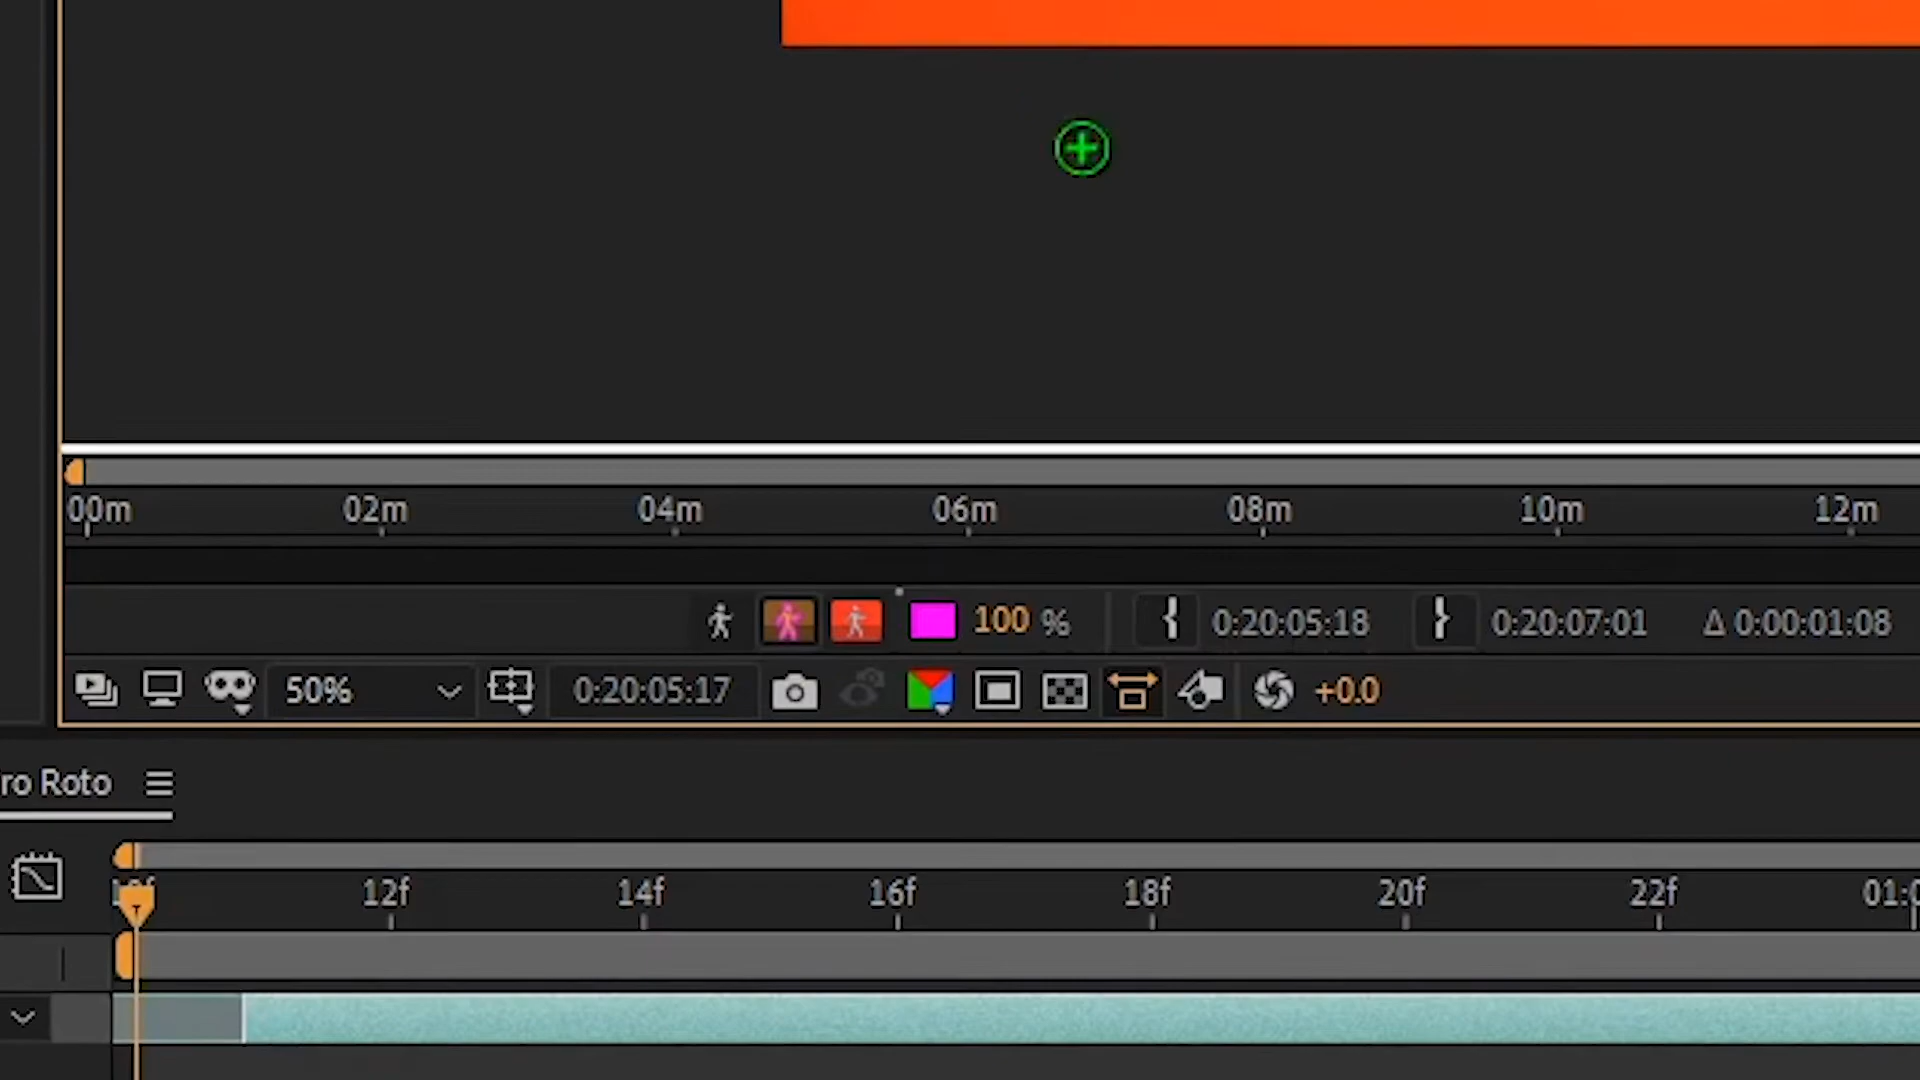 00m 02m 04m 06m 08m 10m 12m
100 % { 0:20:05:18 } 0:20:07:01 Δ 0:00:01:08
50% 0:20:05:17 +0.0
ro Roto
12f 14f 16f 18f 20f 22f